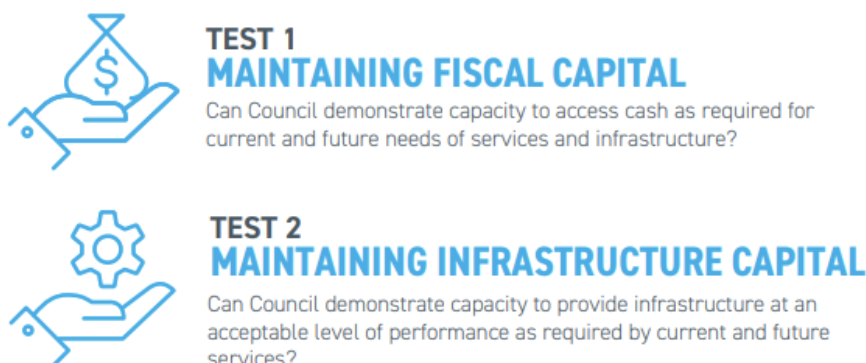 $
TEST 1
MAINTAINING FISCAL CAPITAL
Can Council demonstrate capacity to access cash as required for
current and future needs of services and infrastructure?
TEST 2
MAINTAINING INFRASTRUCTURE CAPITAL
Can Council demonstrate capacity to provide infrastructure at an
acceptable level of performance as required by current and future
services?